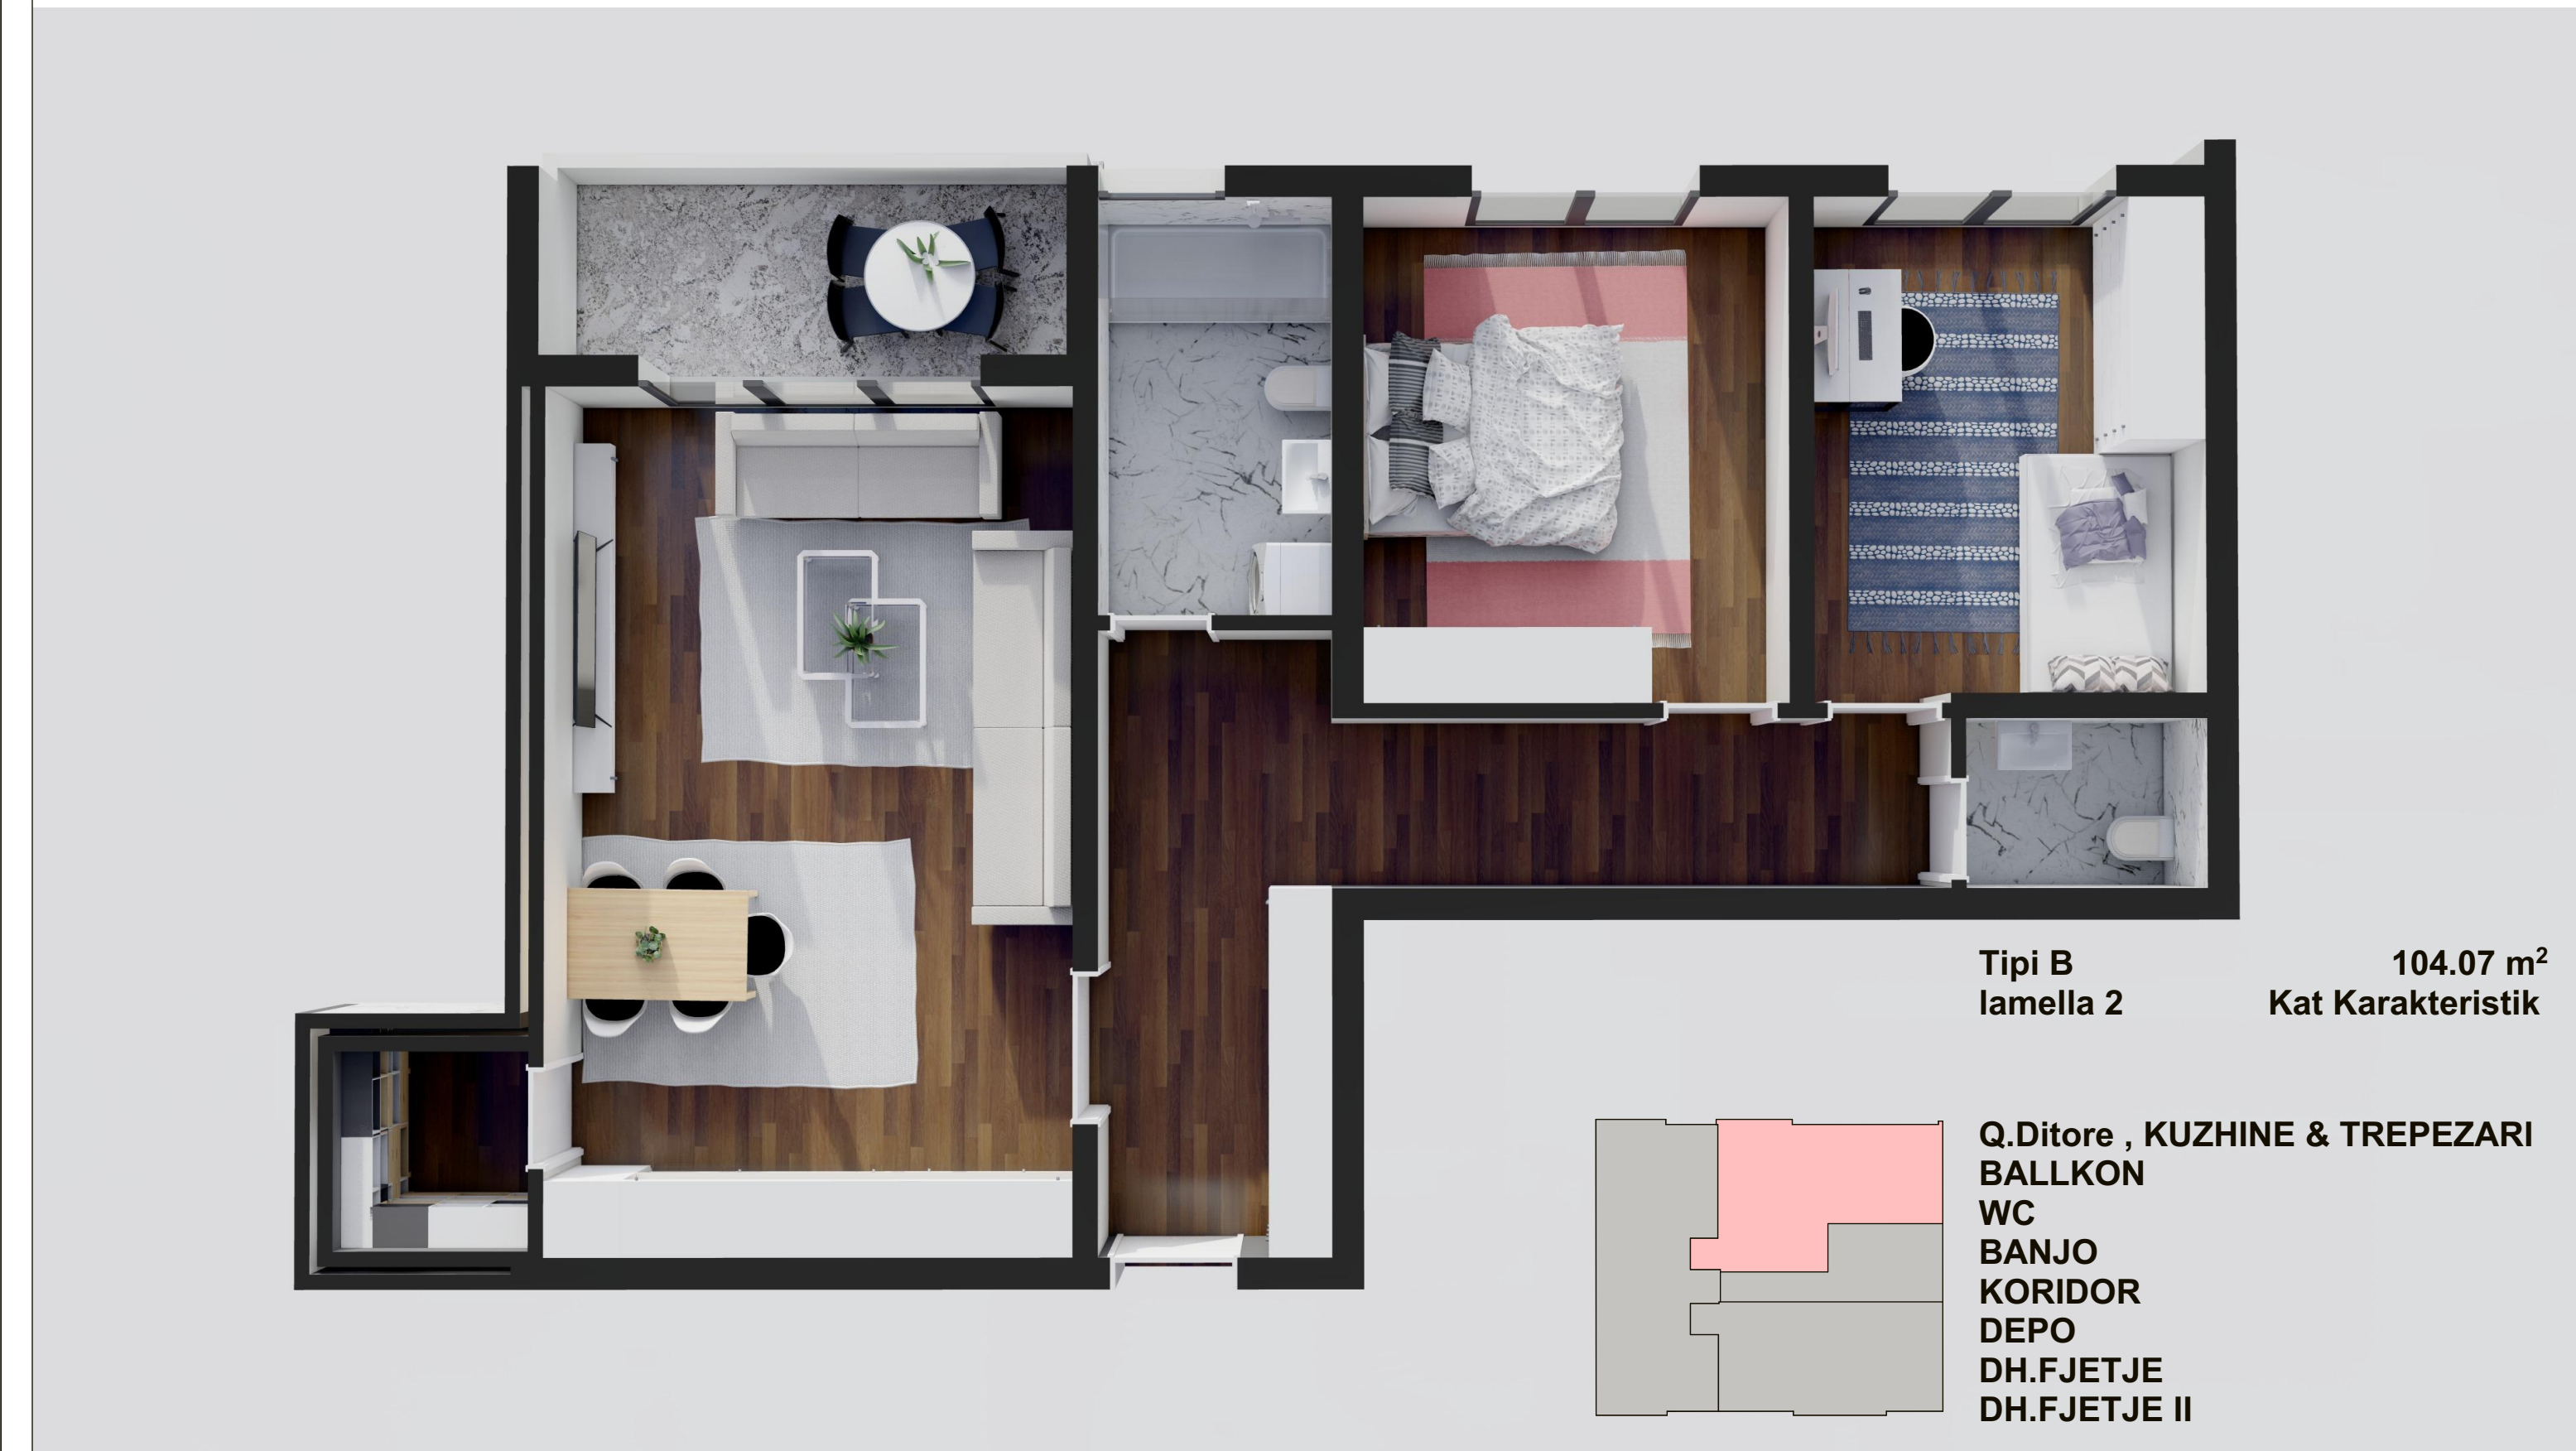 Tipi B 104.07 m²
lamella 2 Kat Karakteristik
Q.Ditore , KUZHINE & TREPEZARI
BALLKON
WC
BANJO
KORIDOR
DEPO
DH.FJETJE
DH.FJETJE II